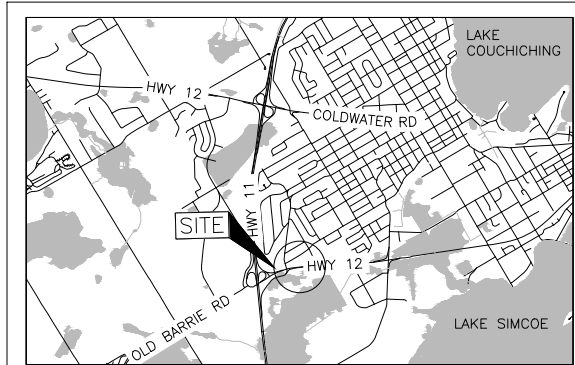 LAKE
COUCHICHING
HWY 12
COLDWATER RD
HWY 11
SITE
HWY 12
OLD BARRIE RD
LAKE SIMCOE